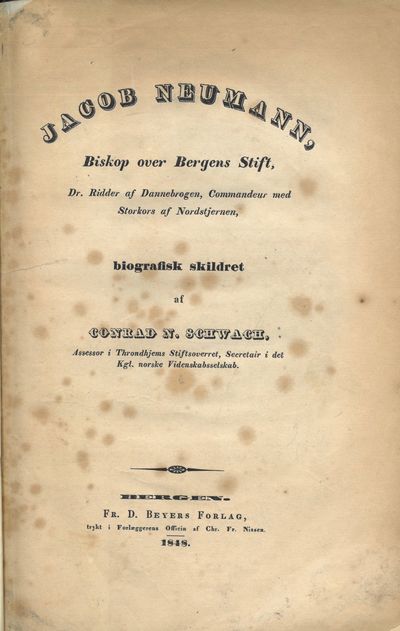 JACOB NEUMANN,
Biskop over Bergens Stift,
Dr. Ridder af Dannebrogen, Commandeur med
Storkors af Nordstjernen,
biografisk skildret
af
CONRAD N. SCHWACH,
Assessor i Throndhjems Stiftsoverret, Secretair i det
Kgl. norske Videnskabsselskab.
BERGEN.
FR. D. BEYERS FORLAG,
trykt i Forlæggerens Officin af Chr. Fr. Nissen.
1848.